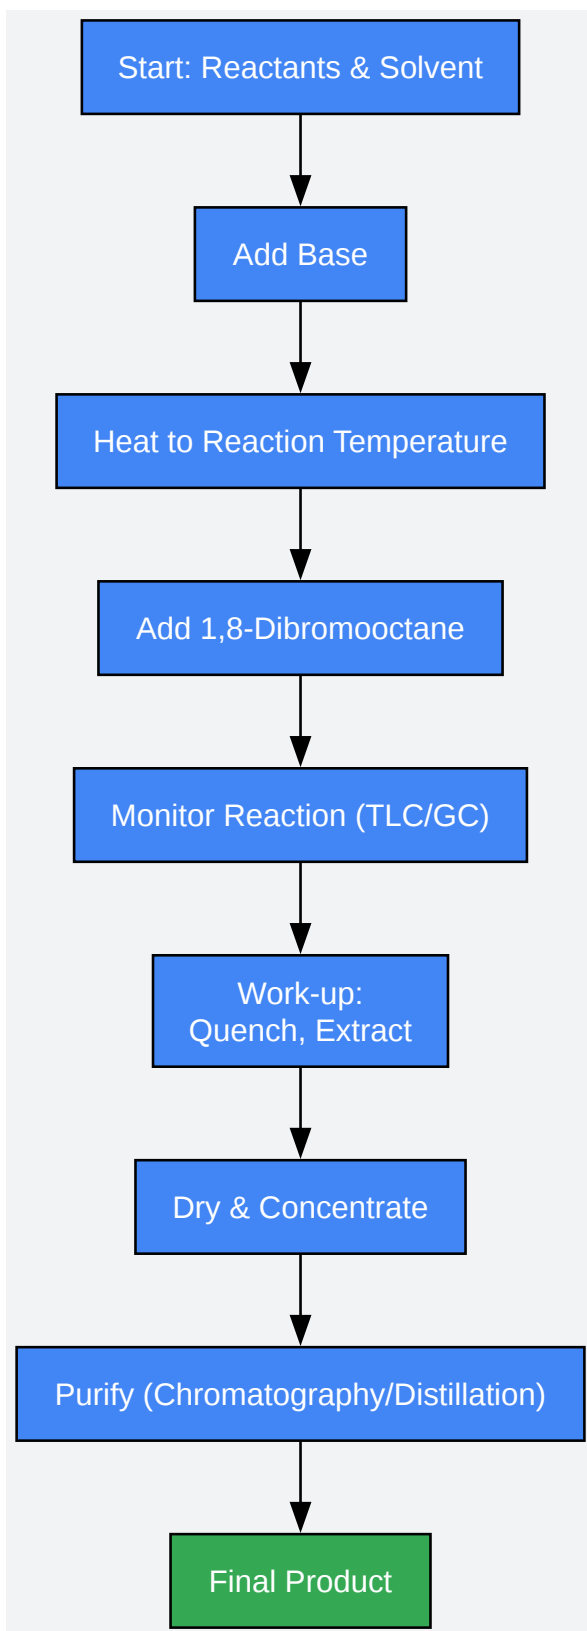 Start: Reactants & Solvent
Add Base
Heat to Reaction Temperature
Add 1,8-Dibromooctane
Monitor Reaction (TLC/GC)
Work-up:
Quench, Extract
Dry & Concentrate
Purify (Chromatography/Distillation)
Final Product